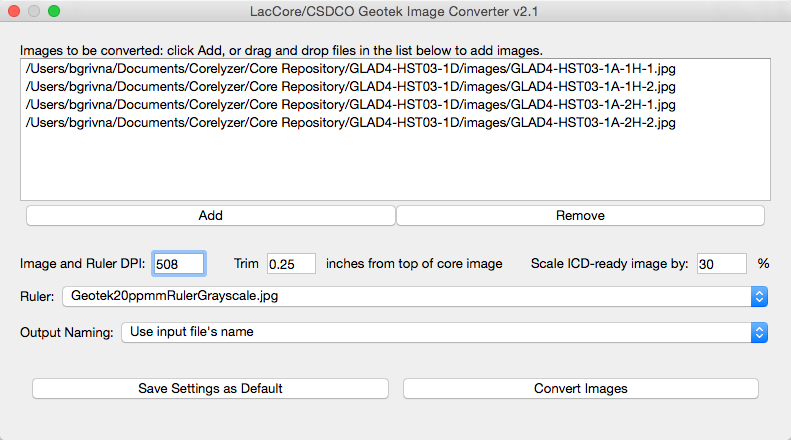 LacCore/CSDCO Geotek Image Converter v2.1
Images to be converted: click Add, or drag and drop files in the list below to add images.
/Users/bgrivna/Documents/Corelyzer/Core Repository/GLAD4-HST03-1D/images/GLAD4-HST03-1A-1H-1.jpg
/Users/bgrivna/Documents/Corelyzer/Core Repository/GLAD4-HST03-1D/images/GLAD4-HST03-1A-1H-2.jpg
/Users/bgrivna/Documents/Corelyzer/Core Repository/GLAD4-HST03-1D/images/GLAD4-HST03-1A-2H-1.jpg
/Users/bgrivna/Documents/Corelyzer/Core Repository/GLAD4-HST03-1D/images/GLAD4-HST03-1A-2H-2.jpg
Add Remove
Image and Ruler DPI: 508 Trim 0.25 inches from top of core image Scale ICD-ready image by: 30 %
Ruler: Geotek20ppmmRulerGrayscale.jpg
Output Naming: Use input file's name
Save Settings as Default Convert Images